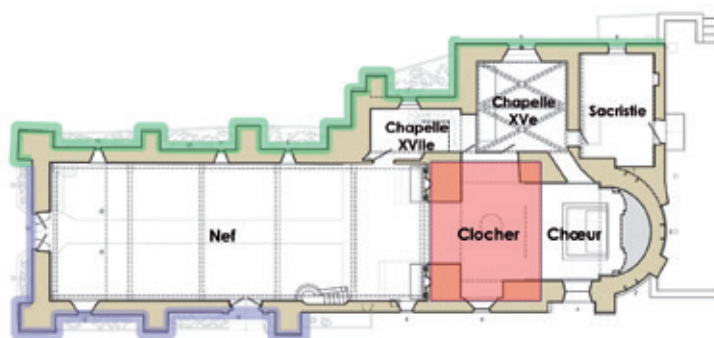 Chapelle
XVe
Sacristie
Chapelle
XVIIe
Nef
Clocher
Chœur